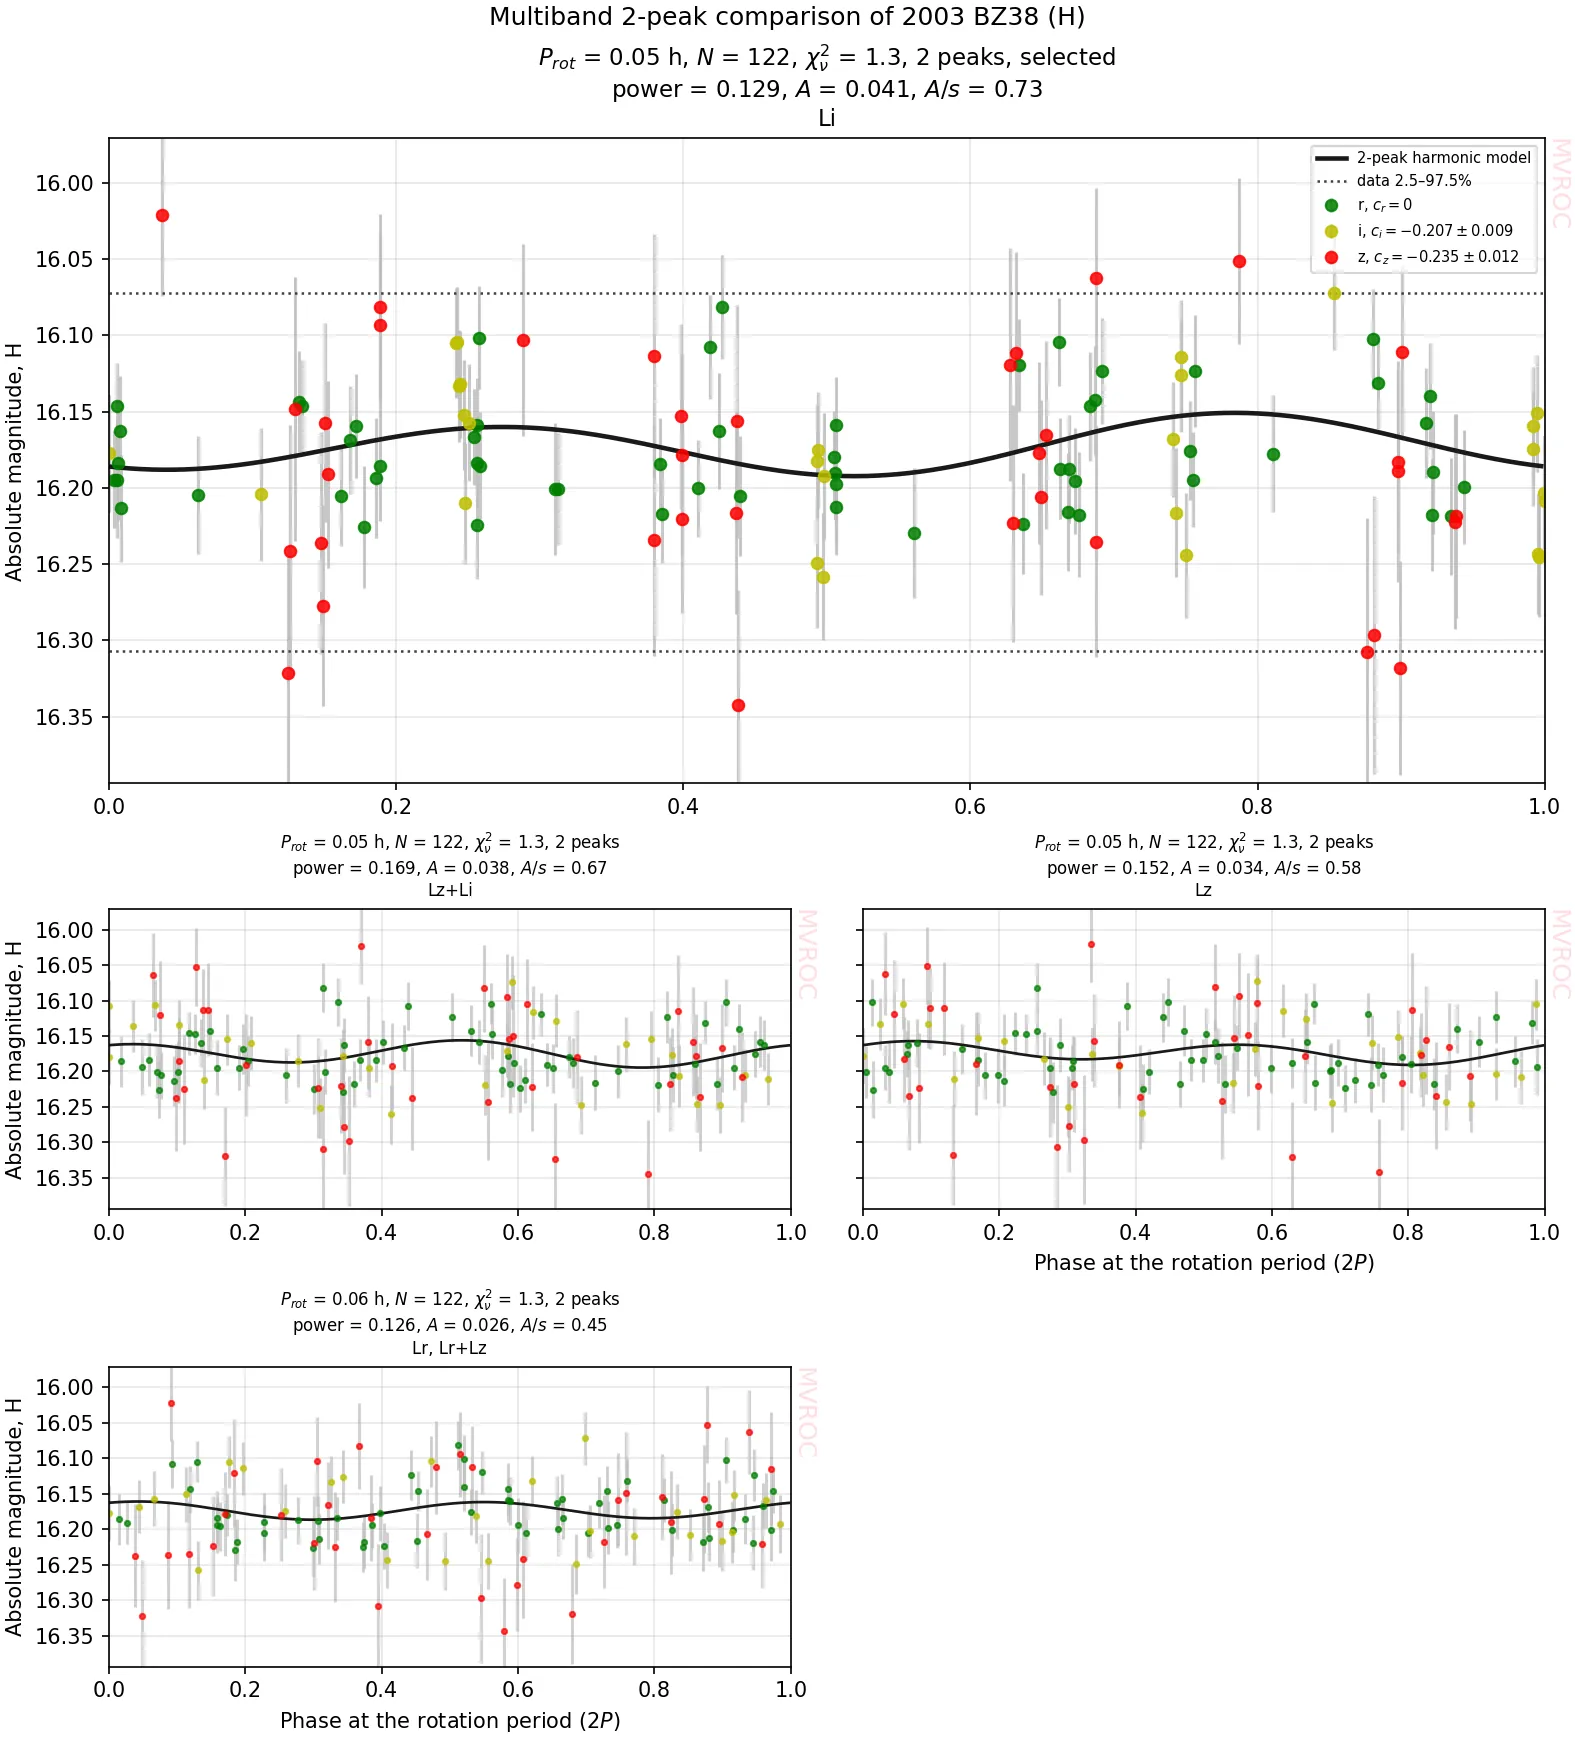 Multiband 2-peak comparison of 2003 BZ38 (H)
P_rot = 0.05 h, N = 122, χ²_ν = 1.3, 2 peaks, selected
power = 0.129, A = 0.041, A/s = 0.73
Li
Absolute magnitude, H
16.00
16.05
16.10
16.15
16.20
16.25
16.30
16.35
2-peak harmonic model
data 2.5–97.5%
r, c_r = 0
i, c_i = −0.207 ± 0.009
z, c_z = −0.235 ± 0.012
MVROC
0.0 0.2 0.4 0.6 0.8 1.0
P_rot = 0.05 h, N = 122, χ²_ν = 1.3, 2 peaks
power = 0.169, A = 0.038, A/s = 0.67
Lz+Li
Absolute magnitude, H
16.00
16.05
16.10
16.15
16.20
16.25
16.30
16.35
MVROC
0.0 0.2 0.4 0.6 0.8 1.0
P_rot = 0.05 h, N = 122, χ²_ν = 1.3, 2 peaks
power = 0.152, A = 0.034, A/s = 0.58
Lz
MVROC
0.0 0.2 0.4 0.6 0.8 1.0
Phase at the rotation period (2P)
P_rot = 0.06 h, N = 122, χ²_ν = 1.3, 2 peaks
power = 0.126, A = 0.026, A/s = 0.45
Lr, Lr+Lz
Absolute magnitude, H
16.00
16.05
16.10
16.15
16.20
16.25
16.30
16.35
MVROC
0.0 0.2 0.4 0.6 0.8 1.0
Phase at the rotation period (2P)